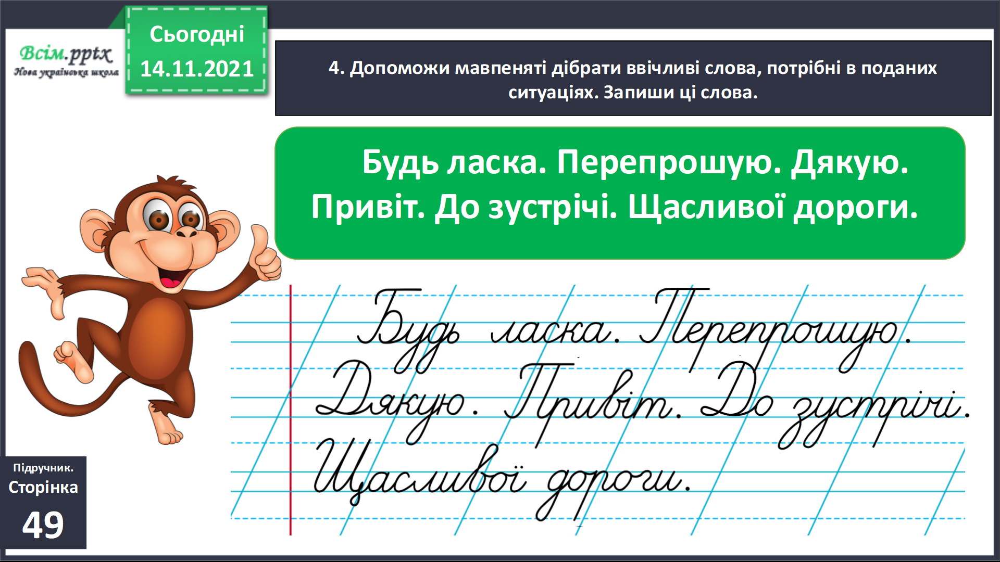 Сьогодні
14.11.2021
Всім.pptx
Нова українська школа
4. Допоможи мавпеняті дібрати ввічливі слова, потрібні в поданих
ситуаціях. Запиши ці слова.
Будь ласка. Перепрошую. Дякую.
Привіт. До зустрічі. Щасливої дороги.
Будь ласка. Перепрошую.
Дякую. Привіт. До зустрічі.
Щасливої дороги.
Підручник.
Сторінка
49